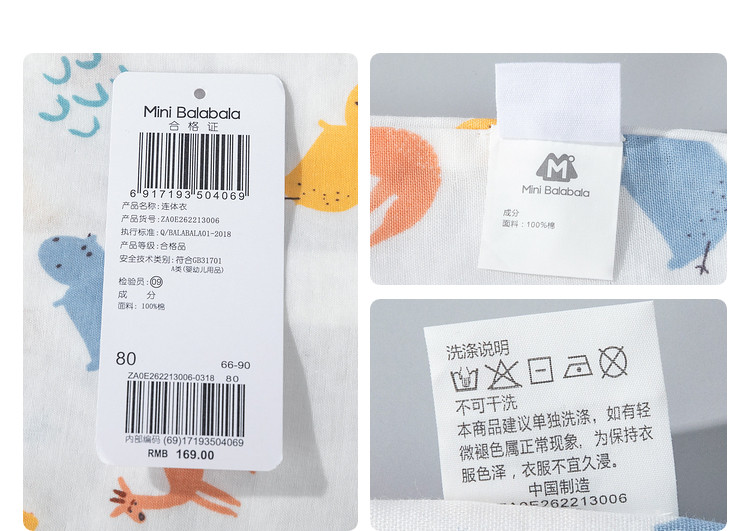 Mini Balabala
合格证
6 917193 504069
产品名称: 连体衣
产品货号: ZA0E262213006
执行标准: Q/BALABALA01-2018
产品等级: 合格品
安全技术类别: 符合GB31701
A类(婴幼儿用品)
检验员: 09
成 分
面料: 100%棉
80 66-90
ZA0E262213006-0318 80
内部编码 (69)17193504069
RMB 169.00
Mini Balabala
成分
面料: 100%棉
洗涤说明
不可干洗
本商品建议单独洗涤，如有轻
微褪色属正常现象，为保持衣
服色泽，衣服不宜久浸。
中国制造
ZA0E262213006